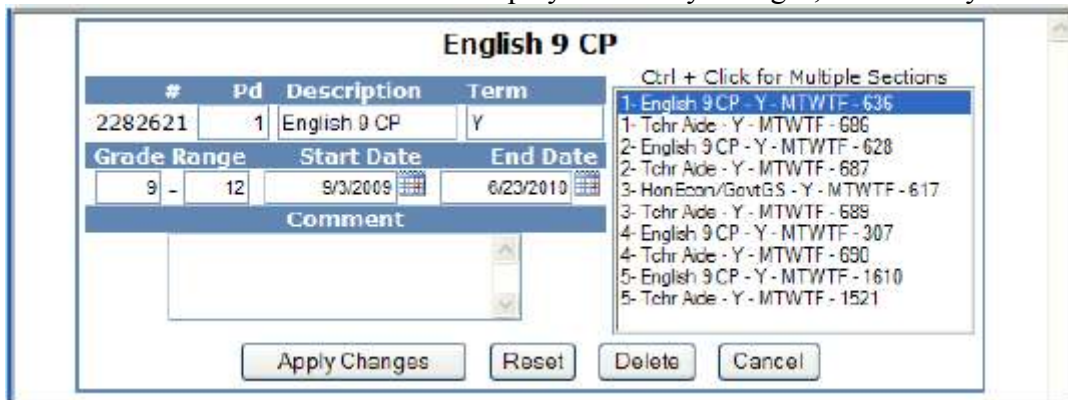 English 9 CP
Ctrl + Click for Multiple Sections
# Pd Description Term
2282621 1 English 9 CP Y
Grade Range Start Date End Date
9 - 12 9/3/2009 6/23/2010
Comment
1- English 9 CP - Y - MTWTF - 636
1- Tchr Aide - Y - MTWTF - 686
2- English 9 CP - Y - MTWTF - 628
2- Tchr Aide - Y - MTWTF - 687
3- HonEcon/GovtGS - Y - MTWTF - 617
3- Tchr Aide - Y - MTWTF - 689
4- English 9 CP - Y - MTWTF - 307
4- Tchr Aide - Y - MTWTF - 690
5- English 9 CP - Y - MTWTF - 1610
5- Tchr Aide - Y - MTWTF - 1521
Apply Changes Reset Delete Cancel